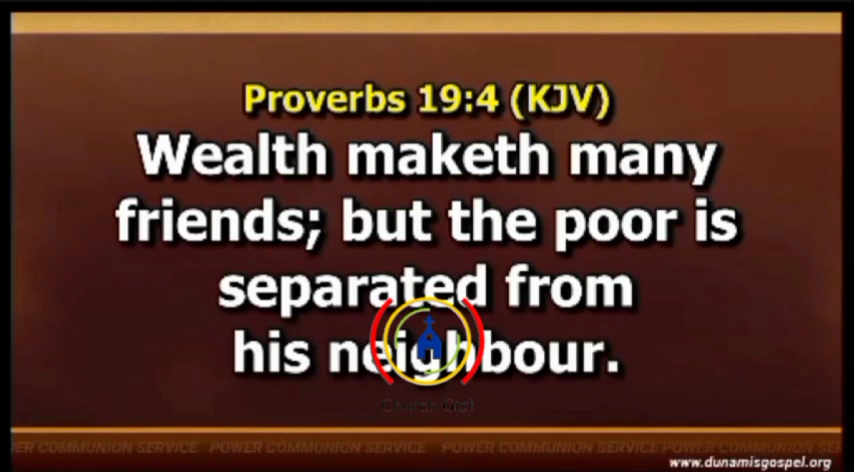 Proverbs 19:4 (KJV)
Wealth maketh many
friends; but the poor is
separated from
his neighbour.
ER COMMUNION SERVICE POWER COMMUNION SERVICE POWER COMMUNION SERVICE POWER COMMUNION SE
www.dunamisgospel.org